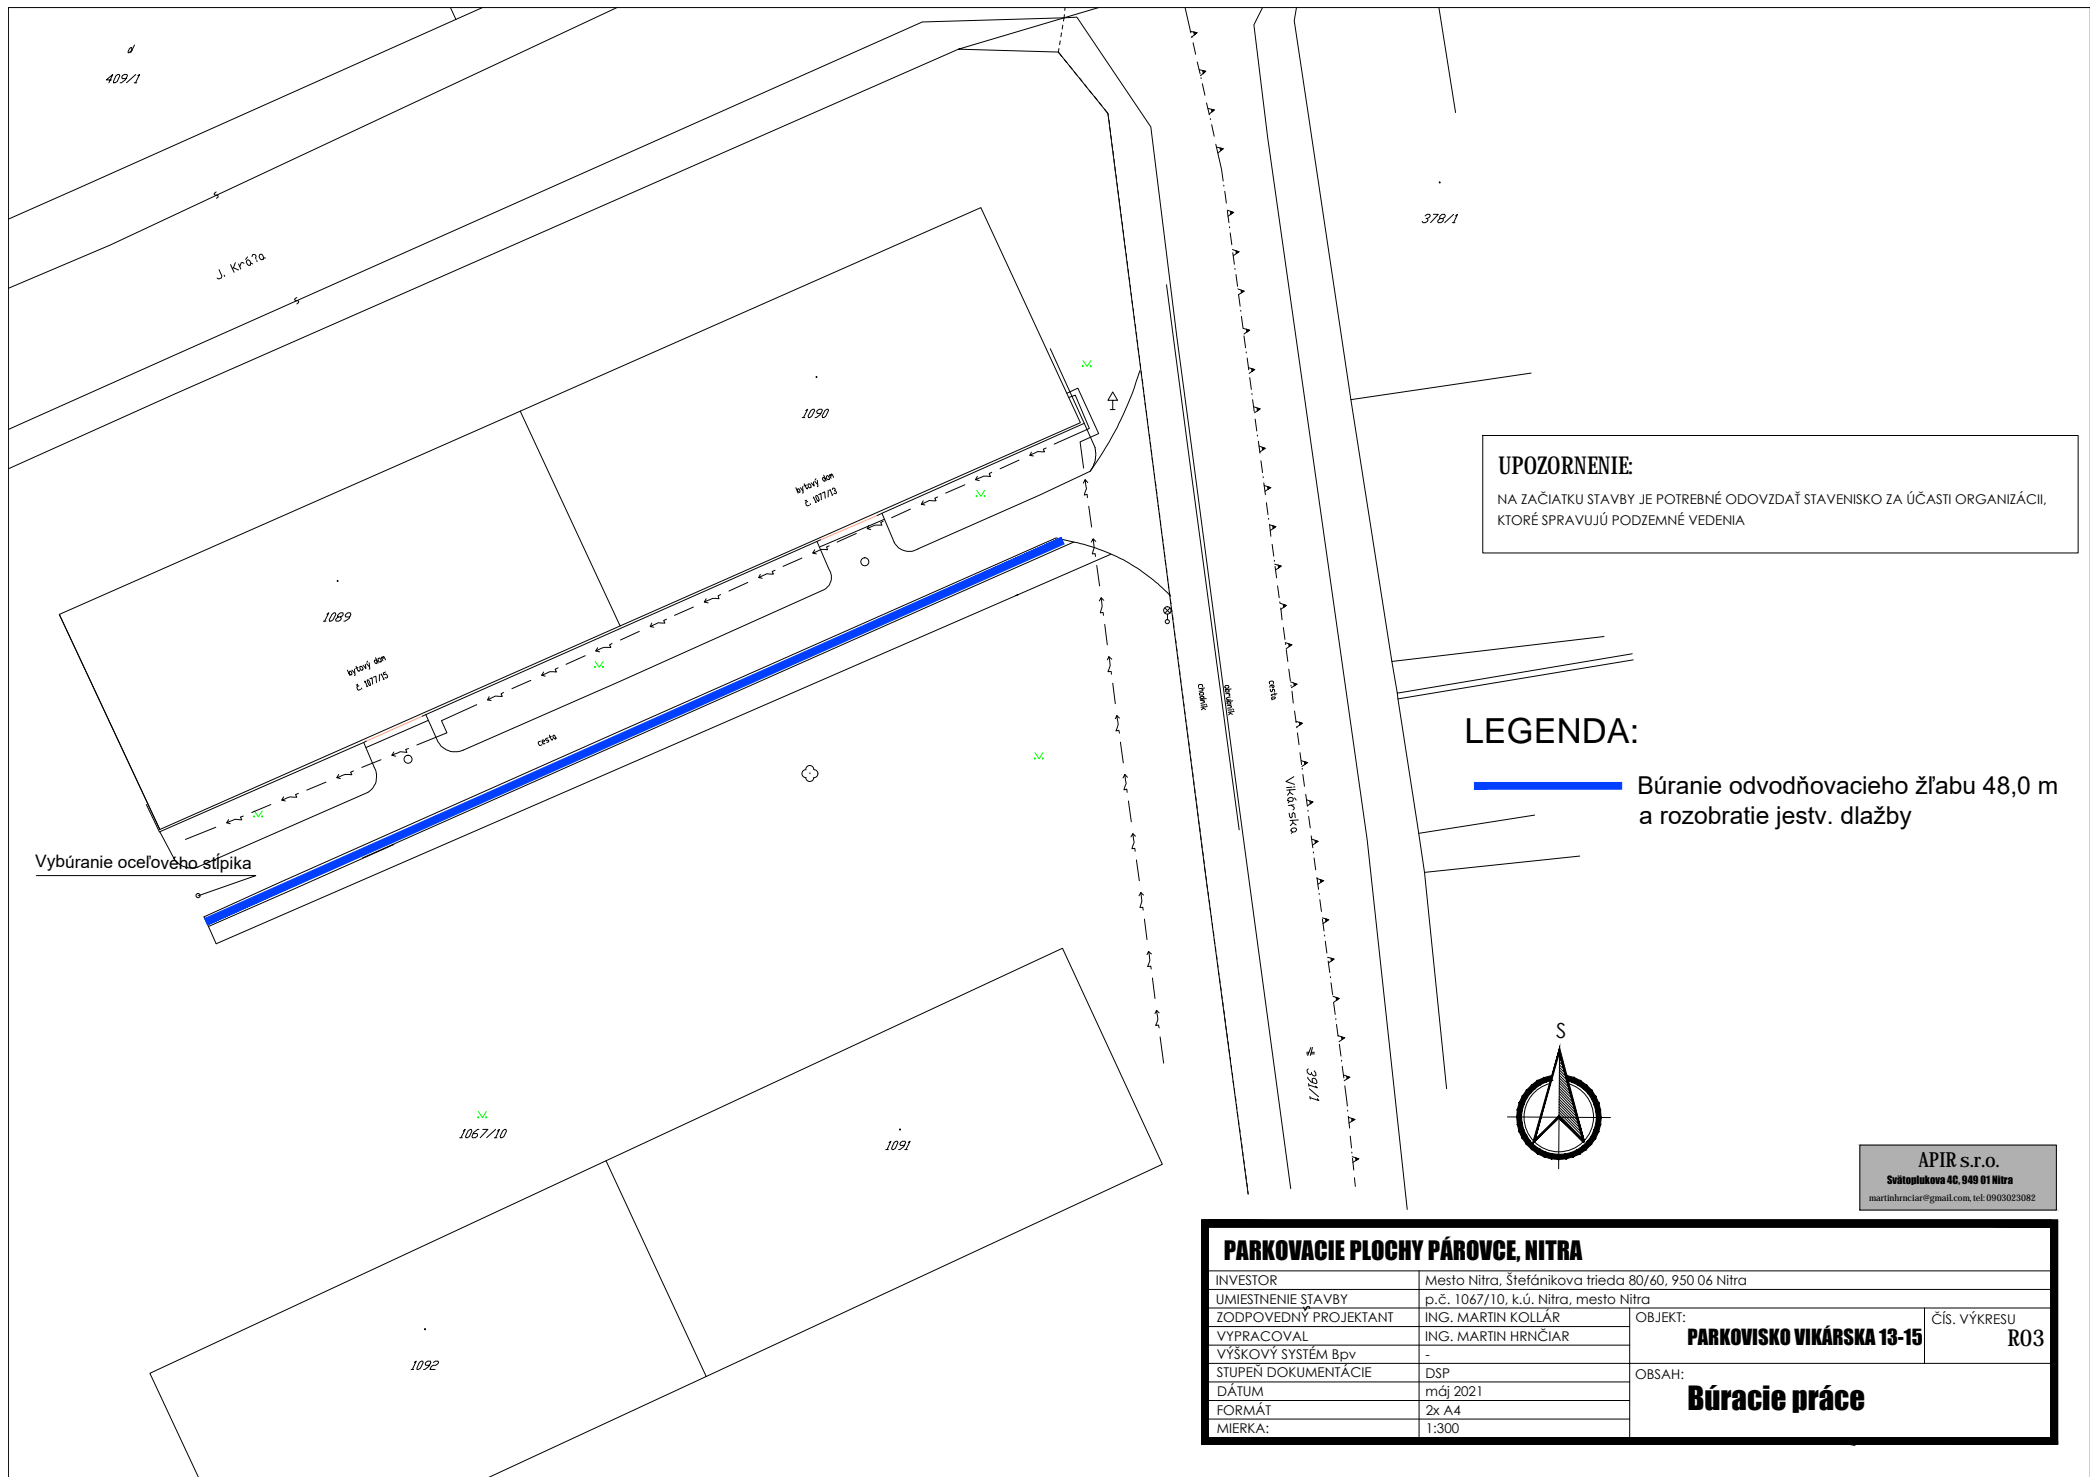 409/1
J. Krá?a
378/1
1090
bytový dom
č. 1077/13
UPOZORNENIE:
NA ZAČIATKU STAVBY JE POTREBNÉ ODOVZDAŤ STAVENISKO ZA ÚČASTI ORGANIZÁCII,
KTORÉ SPRAVUJÚ PODZEMNÉ VEDENIA
1089
bytový dom
č. 1077/15
cesta
chodník
obrubník
cesta
Vikárska
LEGENDA:
Búranie odvodňovacieho žľabu 48,0 m
a rozobratie jestv. dlažby
Vybúranie oceľového stĺpika
S
391/1
1067/10
1091
1092
APIR s.r.o.
Svätoplukova 4C, 949 01 Nitra
martinhrnciar@gmail.com, tel: 0903023082
PARKOVACIE PLOCHY PÁROVCE, NITRA
INVESTOR Mesto Nitra, Štefánikova trieda 80/60, 950 06 Nitra
UMIESTNENIE STAVBY p.č. 1067/10, k.ú. Nitra, mesto Nitra
ZODPOVEDNÝ PROJEKTANT ING. MARTIN KOLLÁR
VYPRACOVAL ING. MARTIN HRNČIAR
VÝŠKOVÝ SYSTÉM Bpv -
STUPEŇ DOKUMENTÁCIE DSP
DÁTUM máj 2021
FORMÁT 2x A4
MIERKA: 1:300
OBJEKT:
PARKOVISKO VIKÁRSKA 13-15
ČÍS. VÝKRESU
R03
OBSAH:
Búracie práce